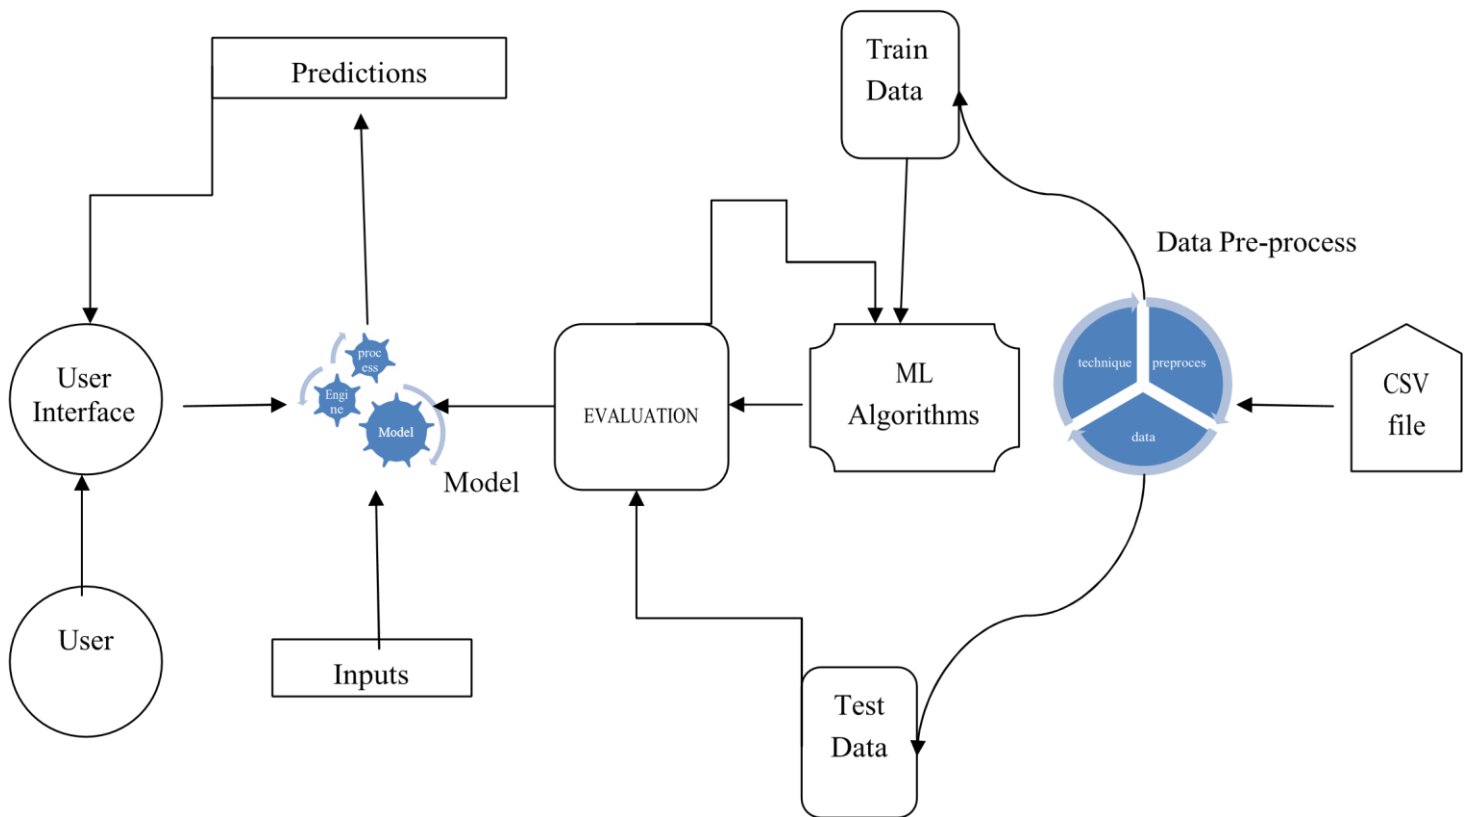 Predictions
Train
Data
Data Pre-process
User
Interface
proc
ess
Engi
ne
Model
Model
EVALUATION
ML
Algorithms
technique
preproces
data
CSV
file
User
Inputs
Test
Data